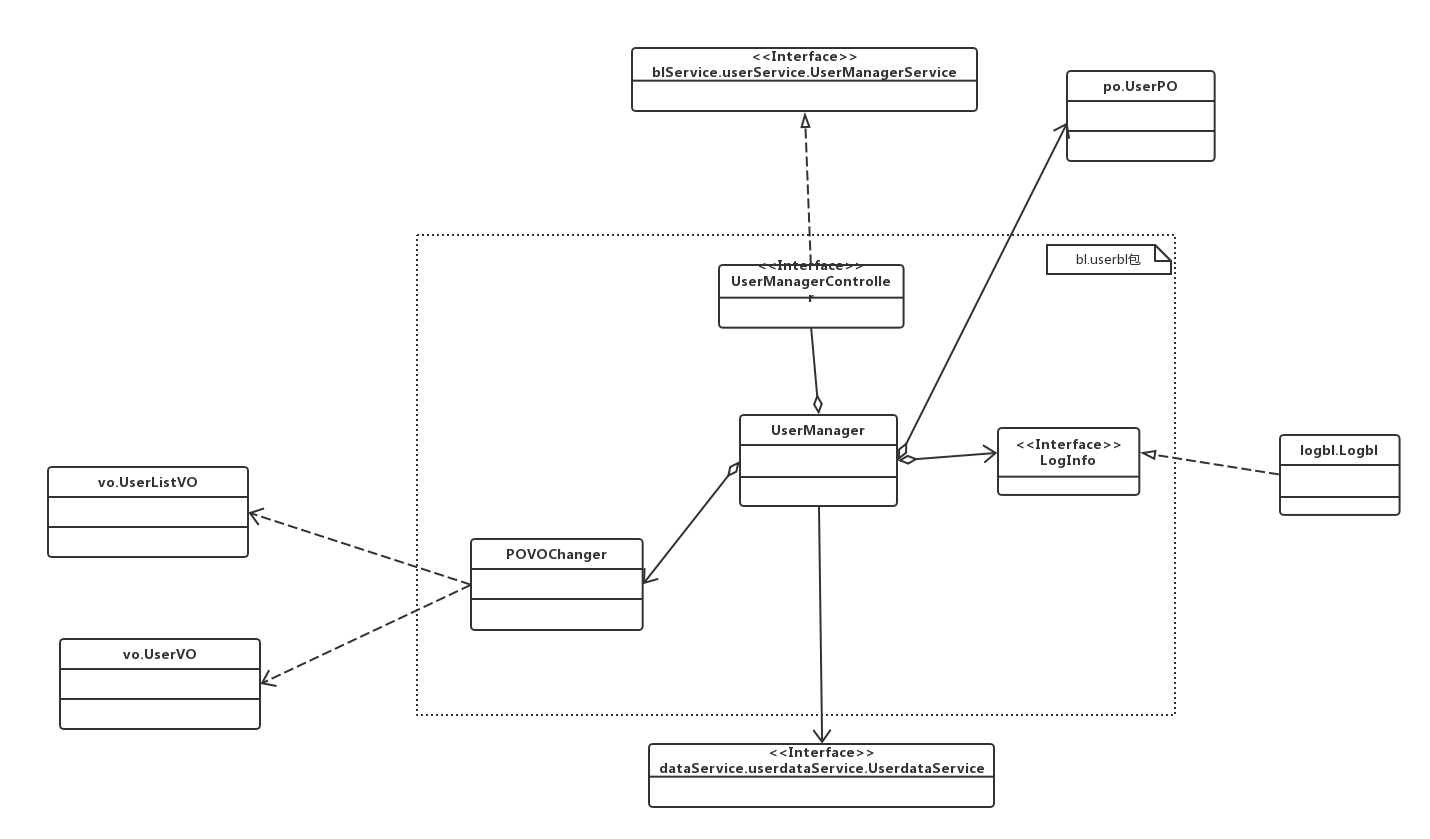 <<Interface>>
blService.userService.UserManagerService
po.UserPO
bl.userbl包
<<Interface>>
UserManagerControlle
r
UserManager
<<Interface>>
LogInfo
logbl.Logbl
vo.UserListVO
POVOChanger
vo.UserVO
<<Interface>>
dataService.userdataService.UserdataService